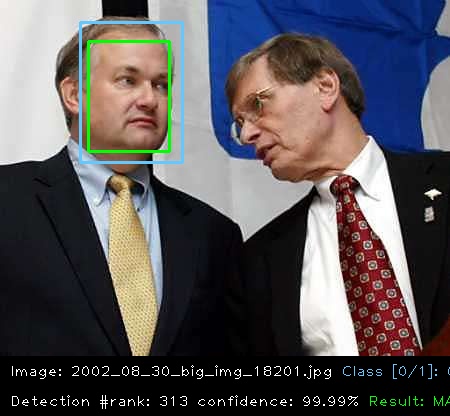 Image: 2002_08_30_big_img_18201.jpg Class [0/1]:
Detection #rank: 313 confidence: 99.99% Result: